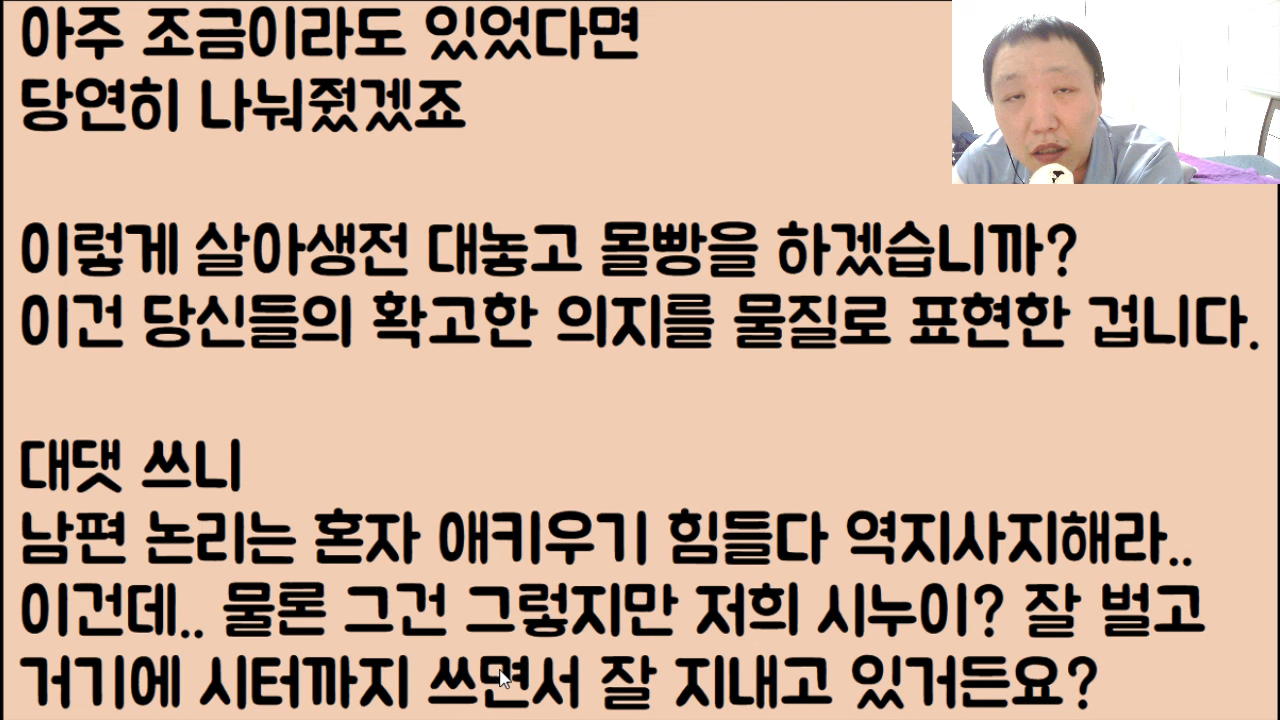 아주 조금이라도 있었다면
당연히 나눠줬겠죠
이렇게 살아생전 대놓고 몰빵을 하겠습니까?
이건 당신들의 확고한 의지를 물질로 표현한 겁니다.
대댓 쓰니
남편 논리는 혼자 애키우기 힘들다 역지사지해라..
이건데.. 물론 그건 그렇지만 저희 시누이? 잘 벌고
거기에 시터까지 쓰면서 잘 지내고 있거든요?